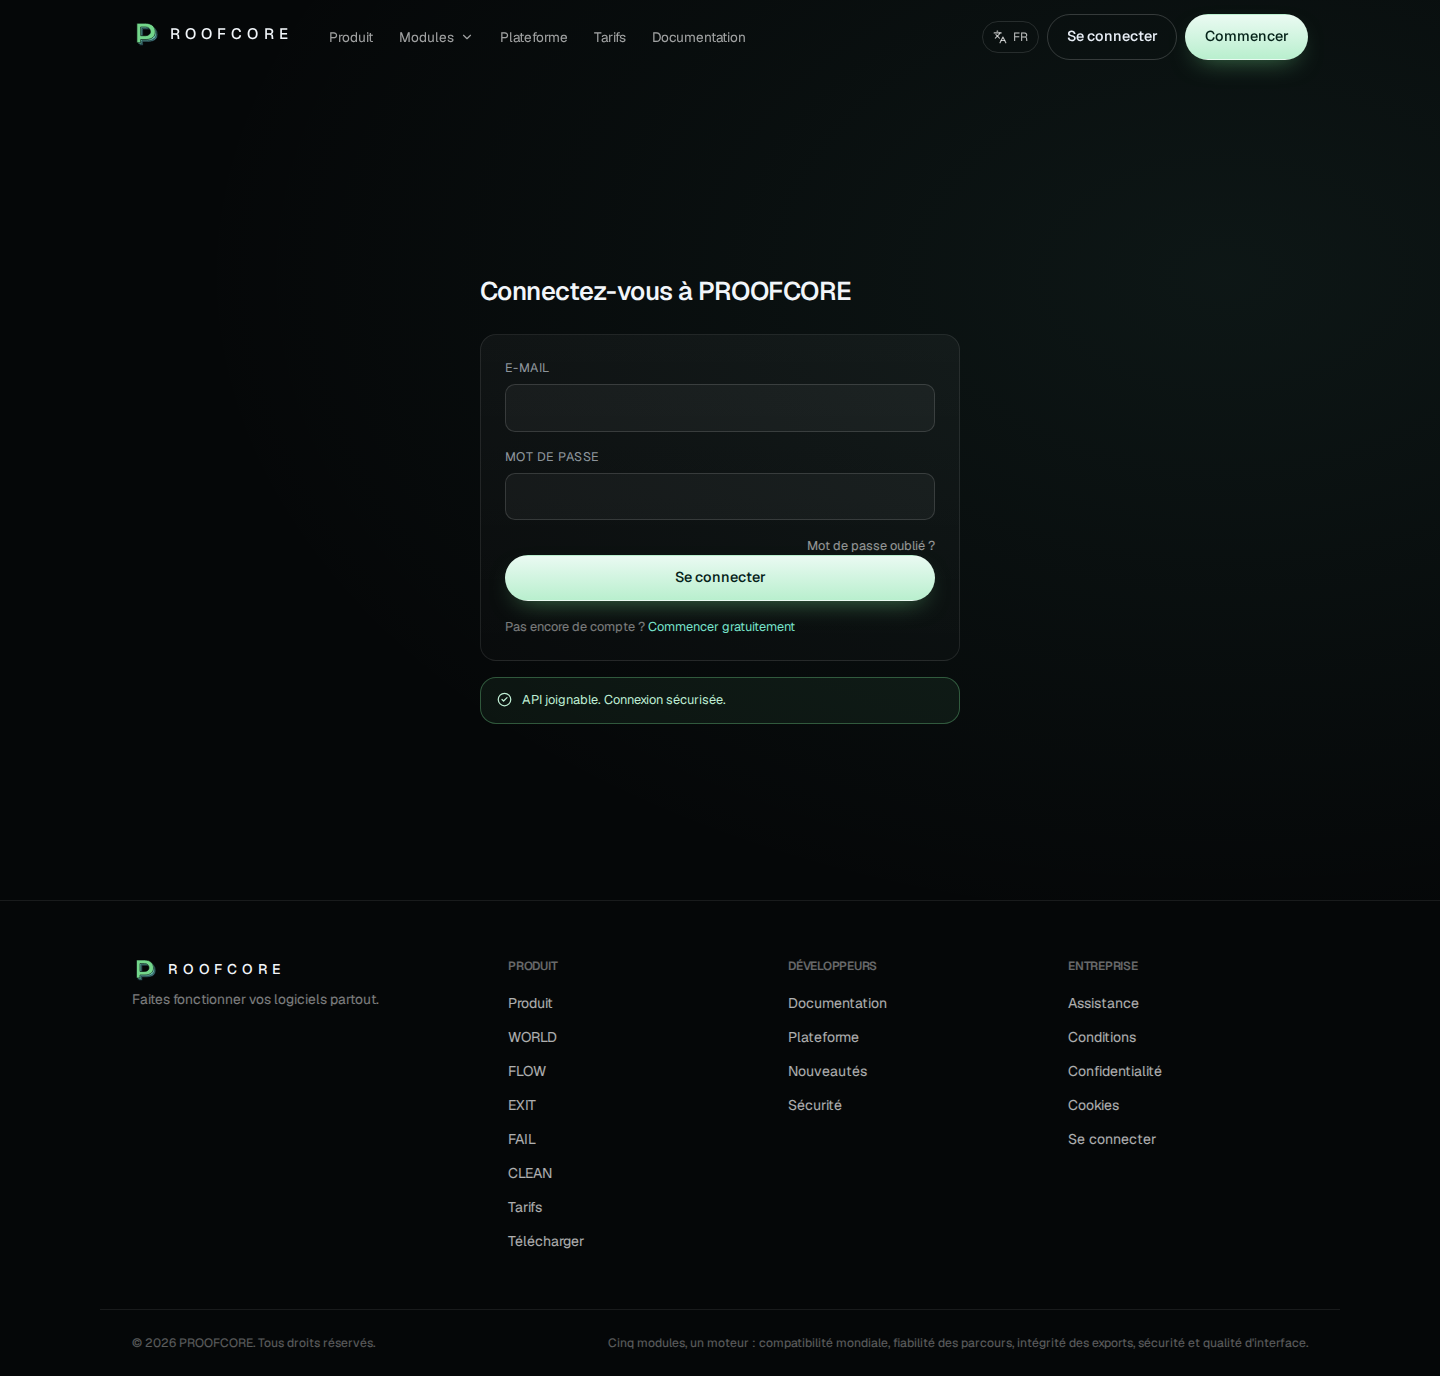 ROOFCORE
Produit
Modules
Plateforme
Tarifs
Documentation
FR
Se connecter
Commencer
Connectez-vous à PROOFCORE
E-MAIL
MOT DE PASSE
Mot de passe oublié ?
Se connecter
Pas encore de compte ? Commencer gratuitement
API joignable. Connexion sécurisée.
ROOFCORE
Faites fonctionner vos logiciels partout.
PRODUIT
Produit
WORLD
FLOW
EXIT
FAIL
CLEAN
Tarifs
Télécharger
DÉVELOPPEURS
Documentation
Plateforme
Nouveautés
Sécurité
ENTREPRISE
Assistance
Conditions
Confidentialité
Cookies
Se connecter
© 2026 PROOFCORE. Tous droits réservés.
Cinq modules, un moteur : compatibilité mondiale, fiabilité des parcours, intégrité des exports, sécurité et qualité d'interface.